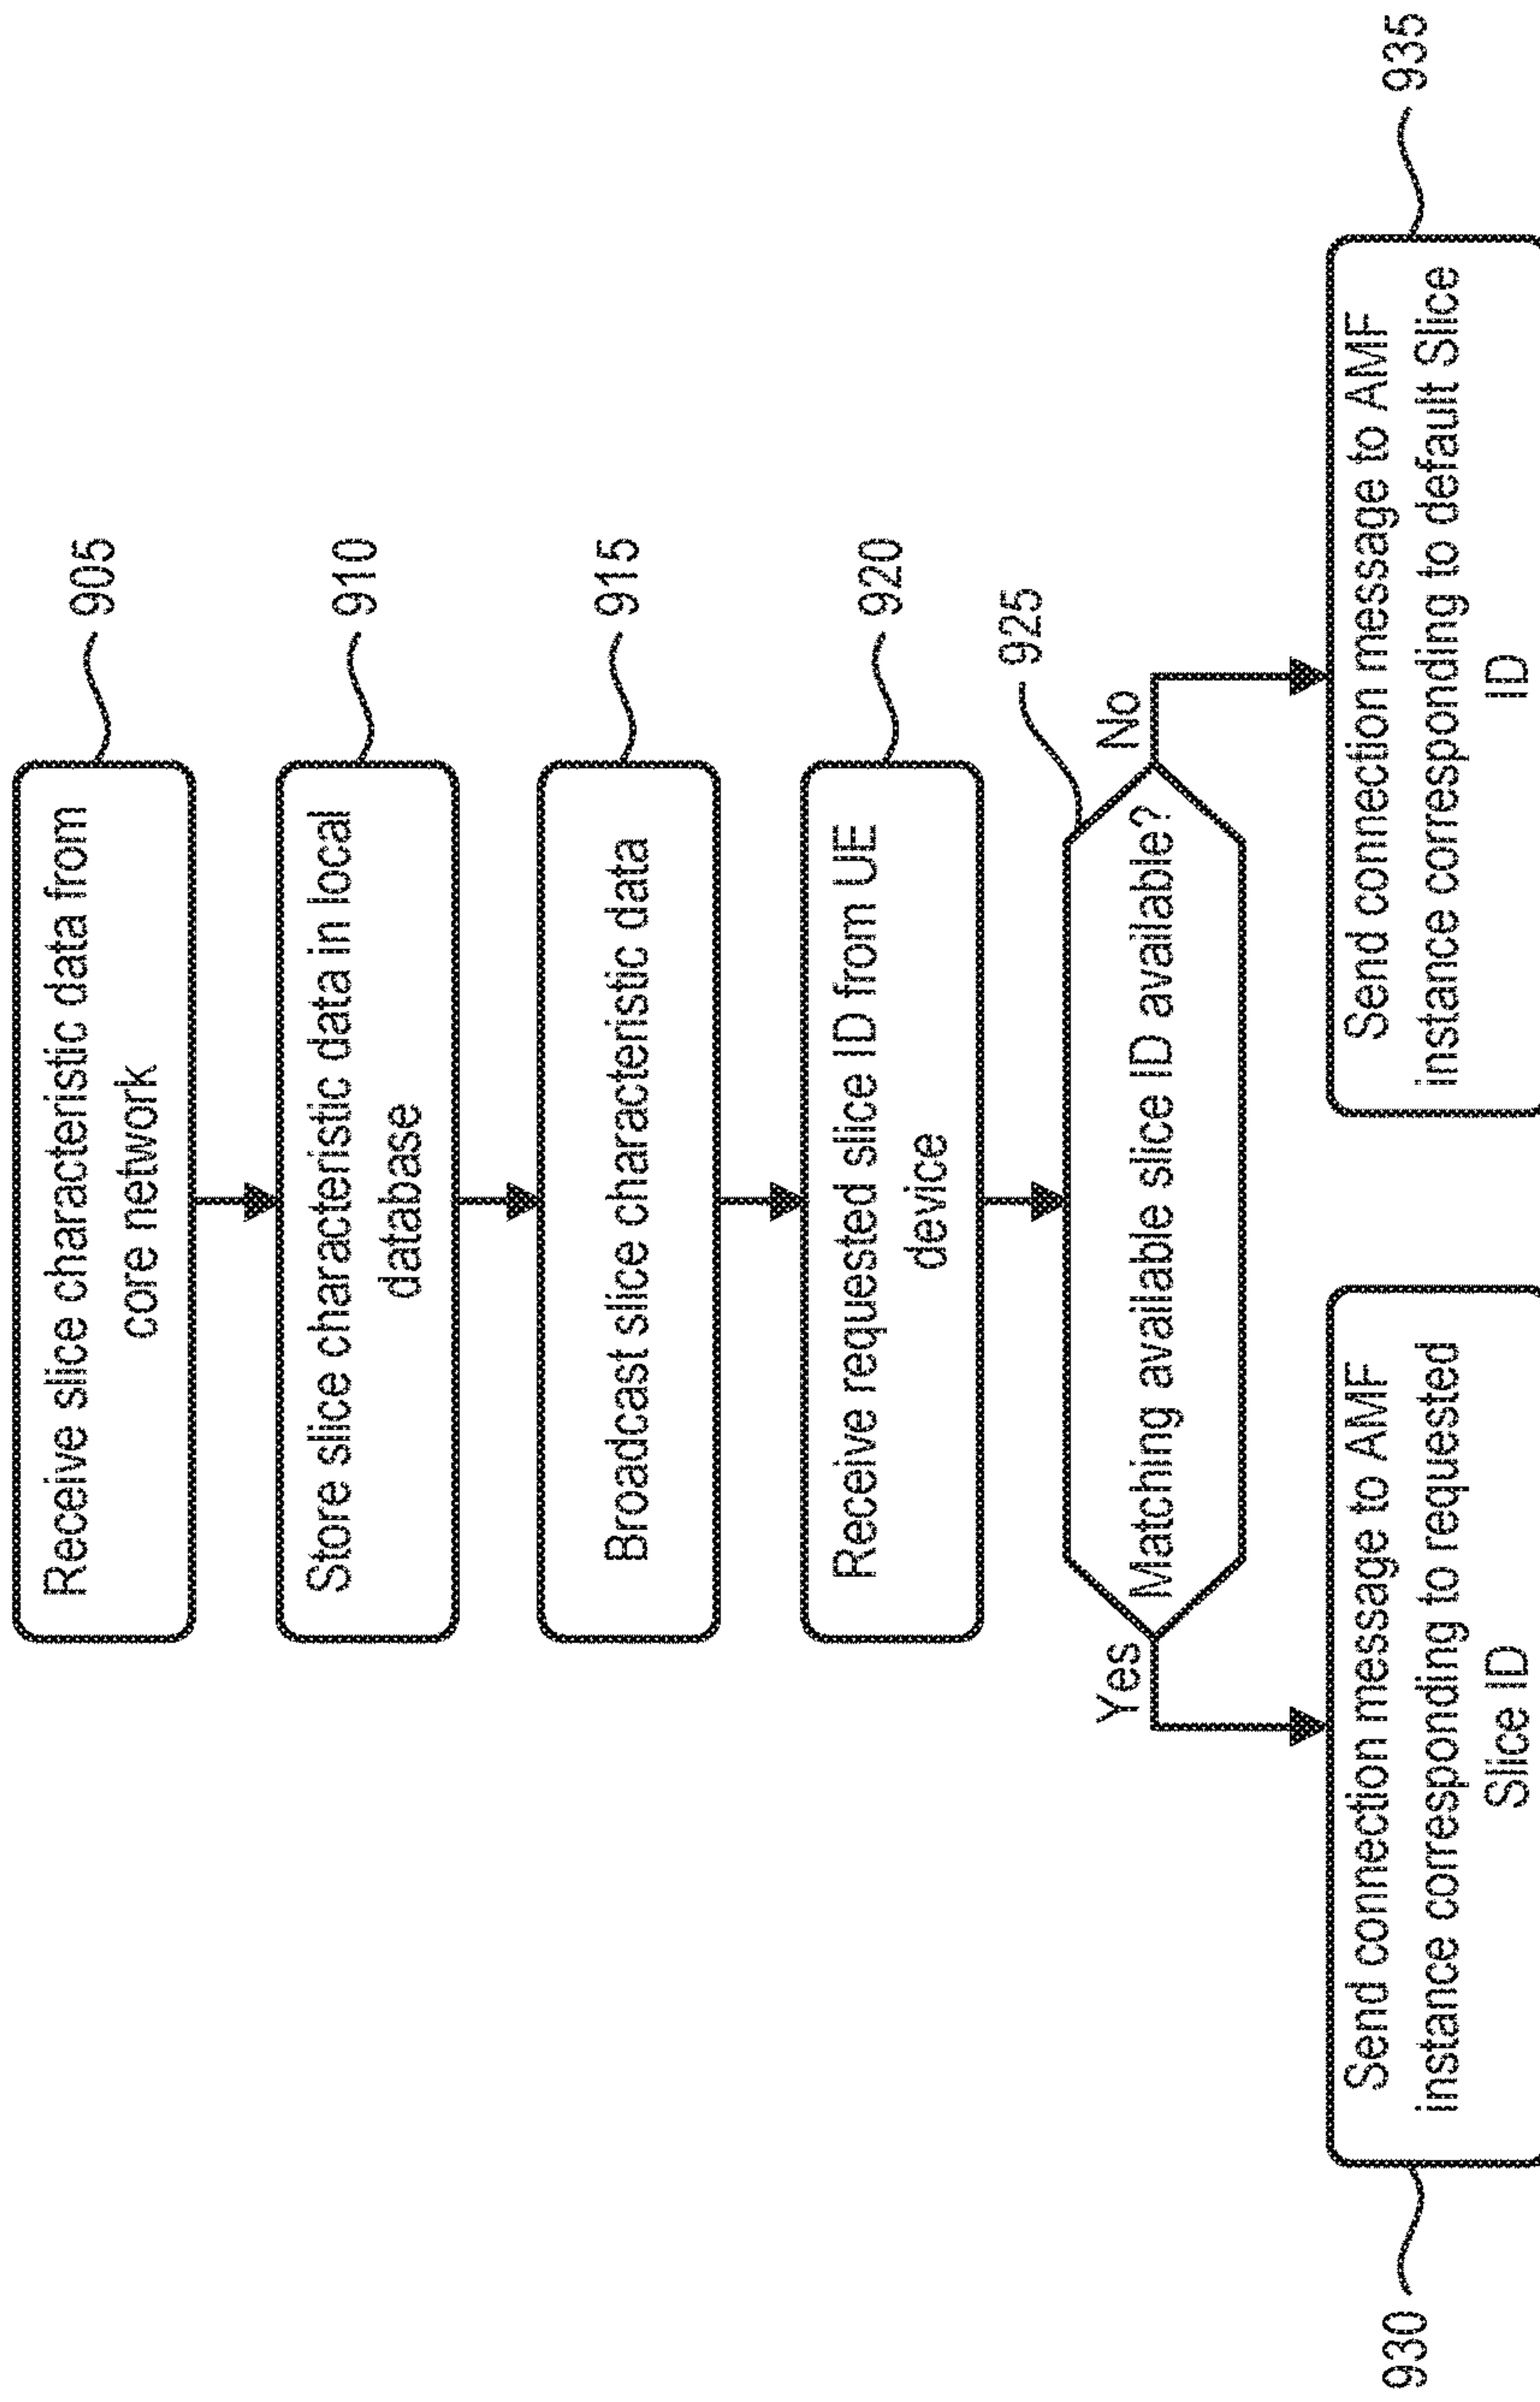 Receive slice characteristic data from
core network
905
Store slice characteristic data in local
database
910
Broadcast slice characteristic data
915
Receive requested slice ID from UE
device
920
925
Matching available slice ID available?
Yes
No
930
Send connection message to AMF
instance corresponding to requested
Slice ID
Send connection message to AMF
instance corresponding to default Slice
ID
935